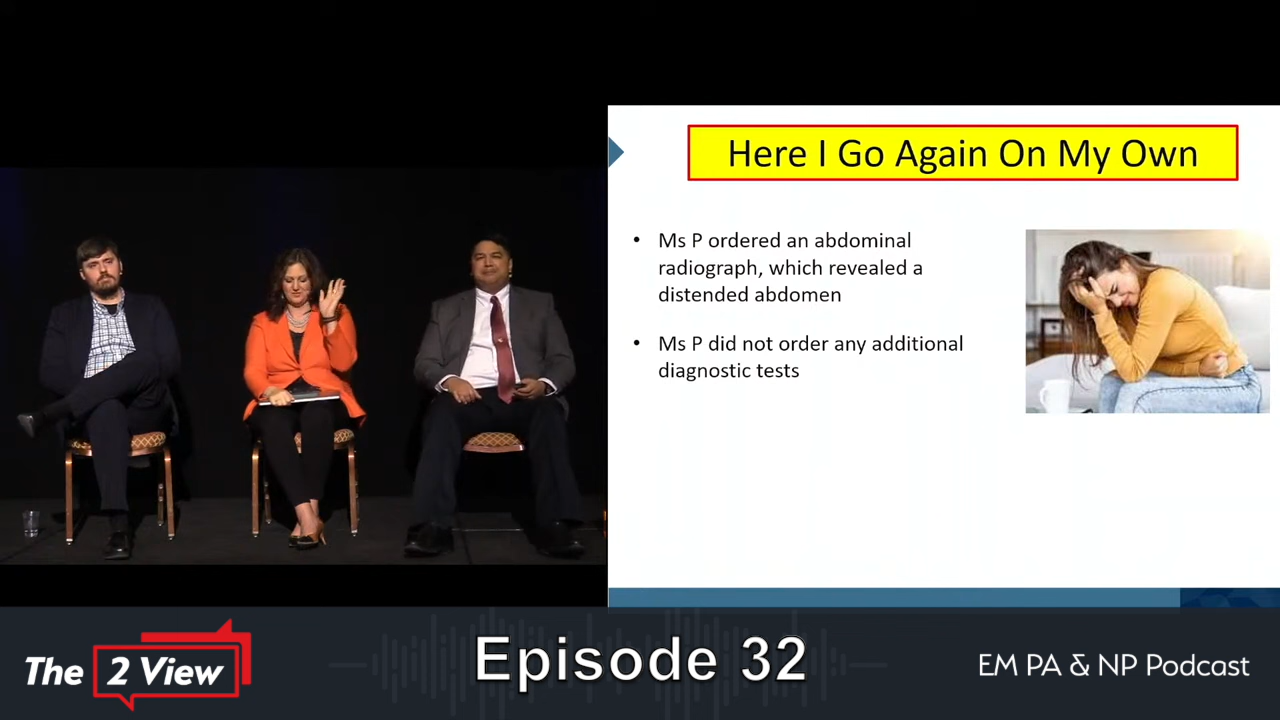 Here I Go Again On My Own
• Ms P ordered an abdominal
radiograph, which revealed a
distended abdomen
• Ms P did not order any additional
diagnostic tests
The 2 View
Episode 32
EM PA & NP Podcast